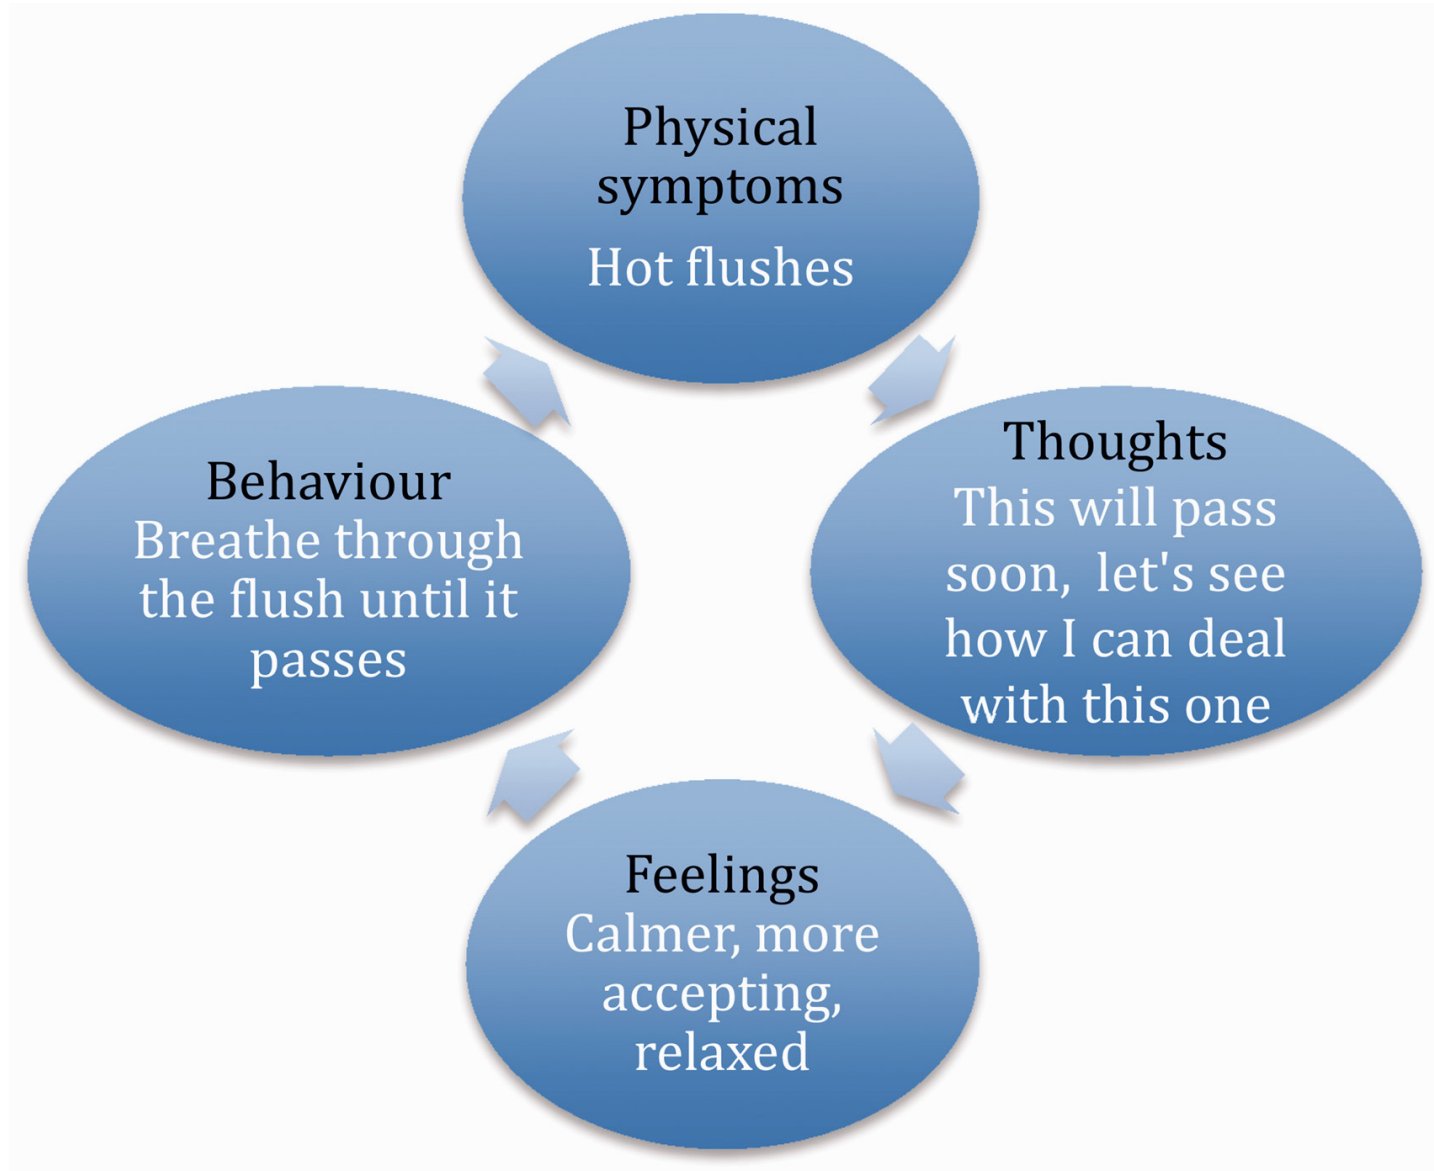 Physical
symptoms
Hot flushes
Thoughts
This will pass
soon,  let's see
how I can deal
with this one
Feelings
Calmer, more
accepting,
relaxed
Behaviour
Breathe through
the flush until it
passes